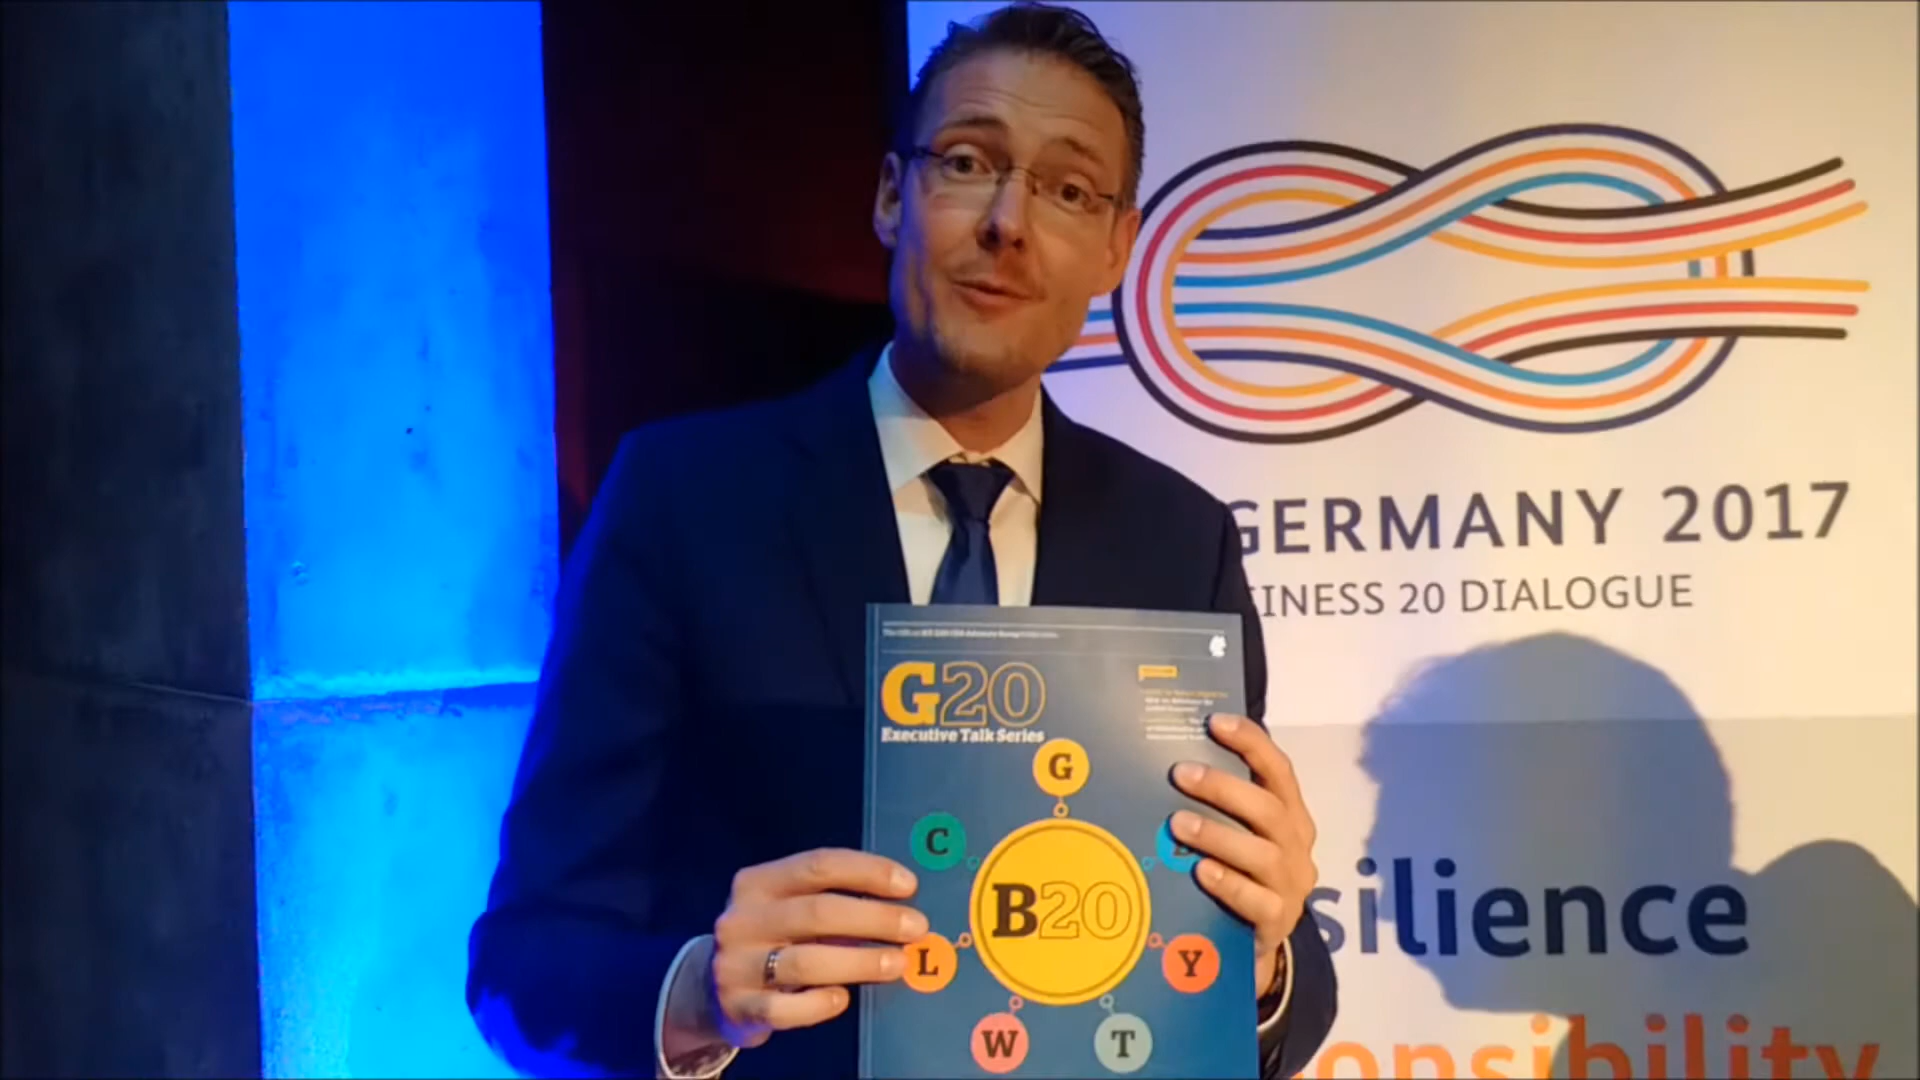 GERMANY 2017
INESS 20 DIALOGUE
silience
onsibility
G20
Executive Talk Series
G
C
B20
L
Y
W
T